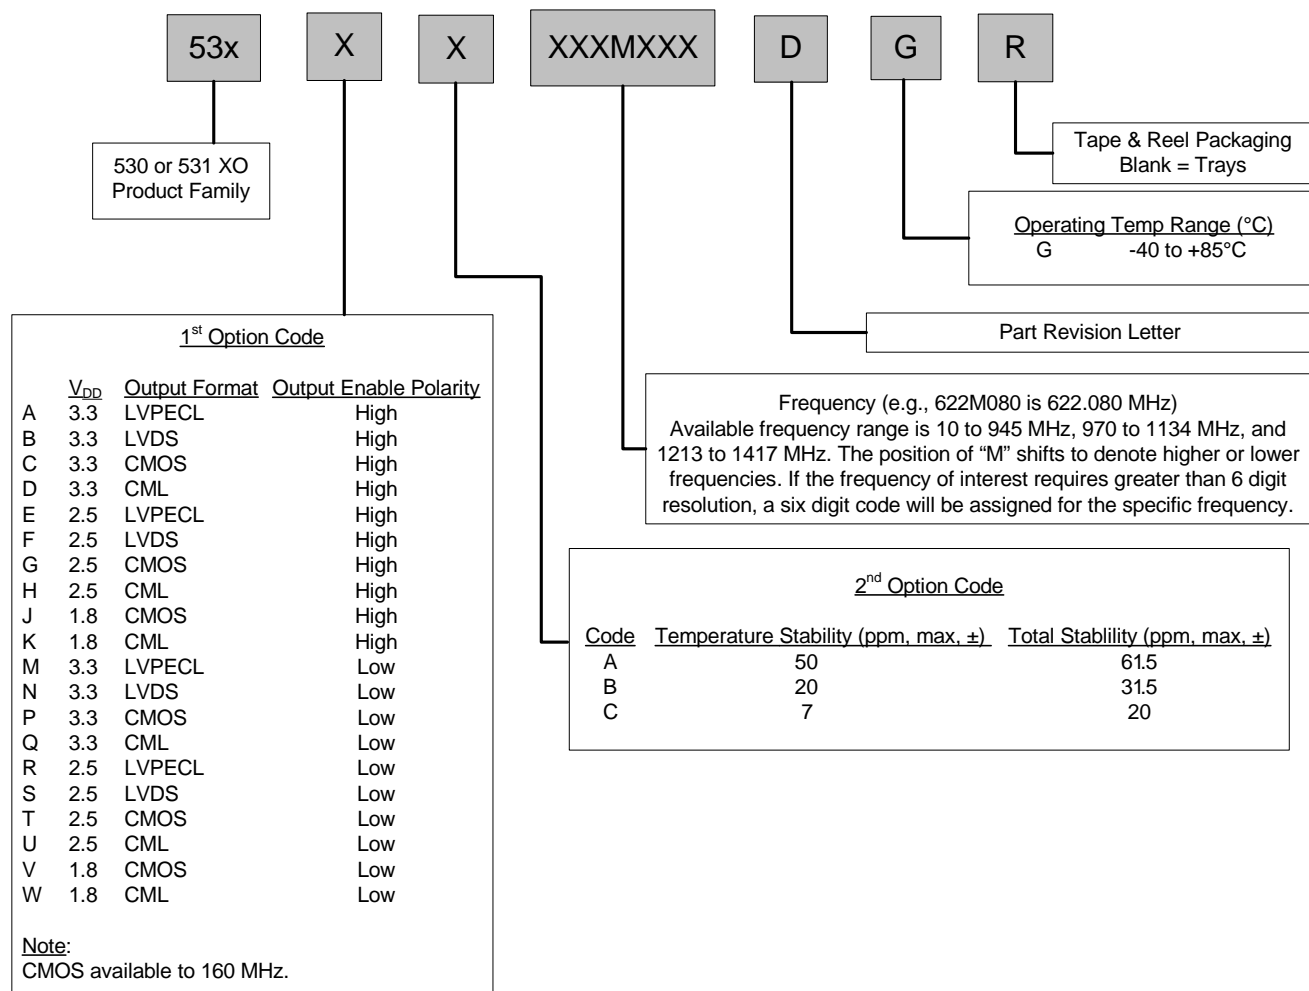 53x X X XXXMXXX D G R
530 or 531 XO
Product Family
Tape & Reel Packaging
Blank = Trays
Operating Temp Range (°C)
G -40 to +85°C
Part Revision Letter
Frequency (e.g., 622M080 is 622.080 MHz)
Available frequency range is 10 to 945 MHz, 970 to 1134 MHz, and
1213 to 1417 MHz. The position of “M” shifts to denote higher or lower
frequencies. If the frequency of interest requires greater than 6 digit
resolution, a six digit code will be assigned for the specific frequency.
1st Option Code
VDD Output Format Output Enable Polarity
A 3.3 LVPECL High
B 3.3 LVDS High
C 3.3 CMOS High
D 3.3 CML High
E 2.5 LVPECL High
F 2.5 LVDS High
G 2.5 CMOS High
H 2.5 CML High
J 1.8 CMOS High
K 1.8 CML High
M 3.3 LVPECL Low
N 3.3 LVDS Low
P 3.3 CMOS Low
Q 3.3 CML Low
R 2.5 LVPECL Low
S 2.5 LVDS Low
T 2.5 CMOS Low
U 2.5 CML Low
V 1.8 CMOS Low
W 1.8 CML Low
Note:
CMOS available to 160 MHz.
2nd Option Code
Code Temperature Stability (ppm, max, ±) Total Stablility (ppm, max, ±)
A 50 61.5
B 20 31.5
C 7 20